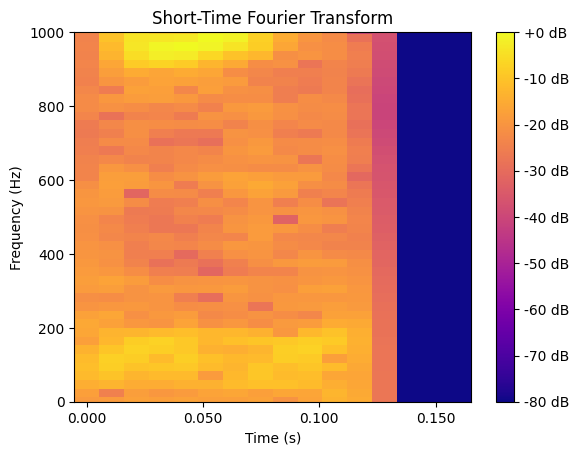 Short-Time Fourier Transform
1000
800
600
400
200
0
Frequency (Hz)
0.000
0.050
0.100
0.150
Time (s)
+0 dB
-10 dB
-20 dB
-30 dB
-40 dB
-50 dB
-60 dB
-70 dB
-80 dB